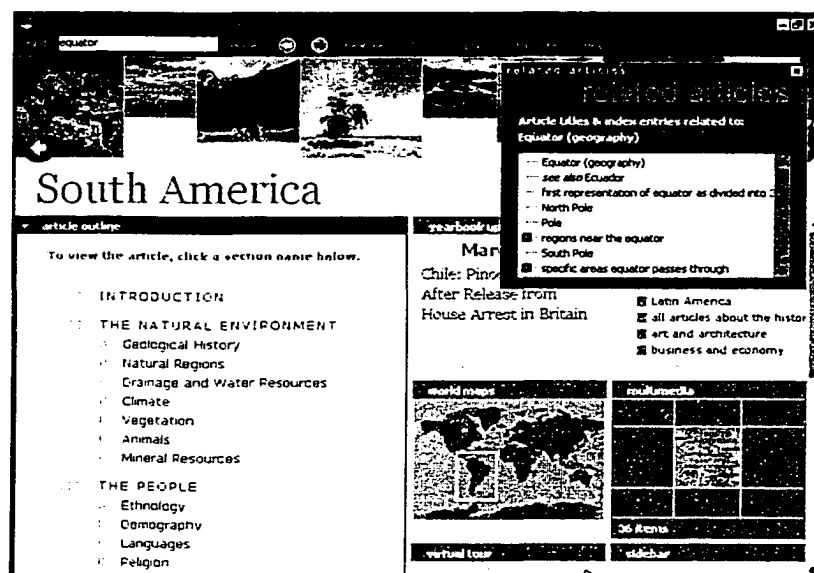 equator
related articles
related articles
Article titles & index entries related to:
Equator (geography)
Equator (geography)
see also Ecuador
first representation of equator as divided into 3
North Pole
Pole
regions near the equator
South Pole
specific areas equator passes through
South America
article outline
To view the article, click a section name below.
INTRODUCTION
THE NATURAL ENVIRONMENT
Geological History
Natural Regions
Drainage and Water Resources
Climate
Vegetation
Animals
Mineral Resources
THE PEOPLE
Ethnology
Demography
Languages
Religion
yearbook
Mar
Chile: Pino
After Release from
House Arrest in Britain
Latin America
all articles about the histor
art and architecture
business and economy
world maps
multimedia
36 items
virtual tour
sidebar